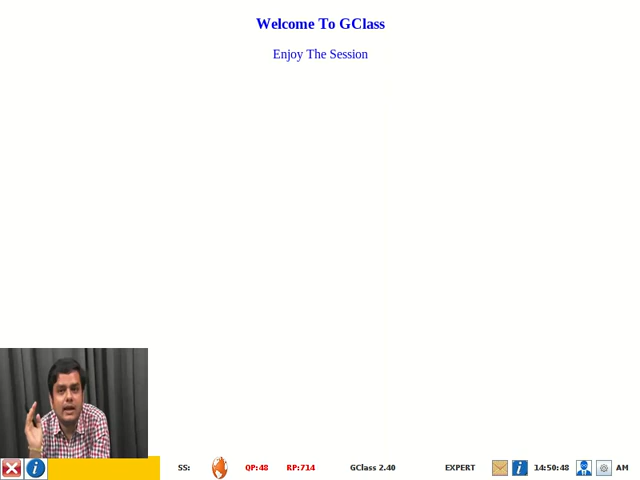 Welcome To GClass
Enjoy The Session
SS: QP:48 RP:714 GClass 2.40 EXPERT 14:50:48 AM